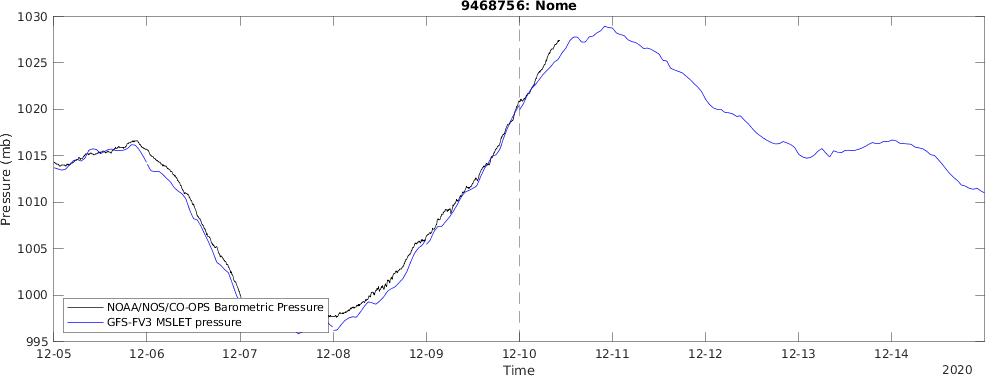 9468756: Nome
1030
1025
1020
1015
1010
1005
1000
995
Pressure (mb)
NOAA/NOS/CO-OPS Barometric Pressure
GFS-FV3 MSLET pressure
12-05 12-06 12-07 12-08 12-09 12-10 12-11 12-12 12-13 12-14
Time
2020